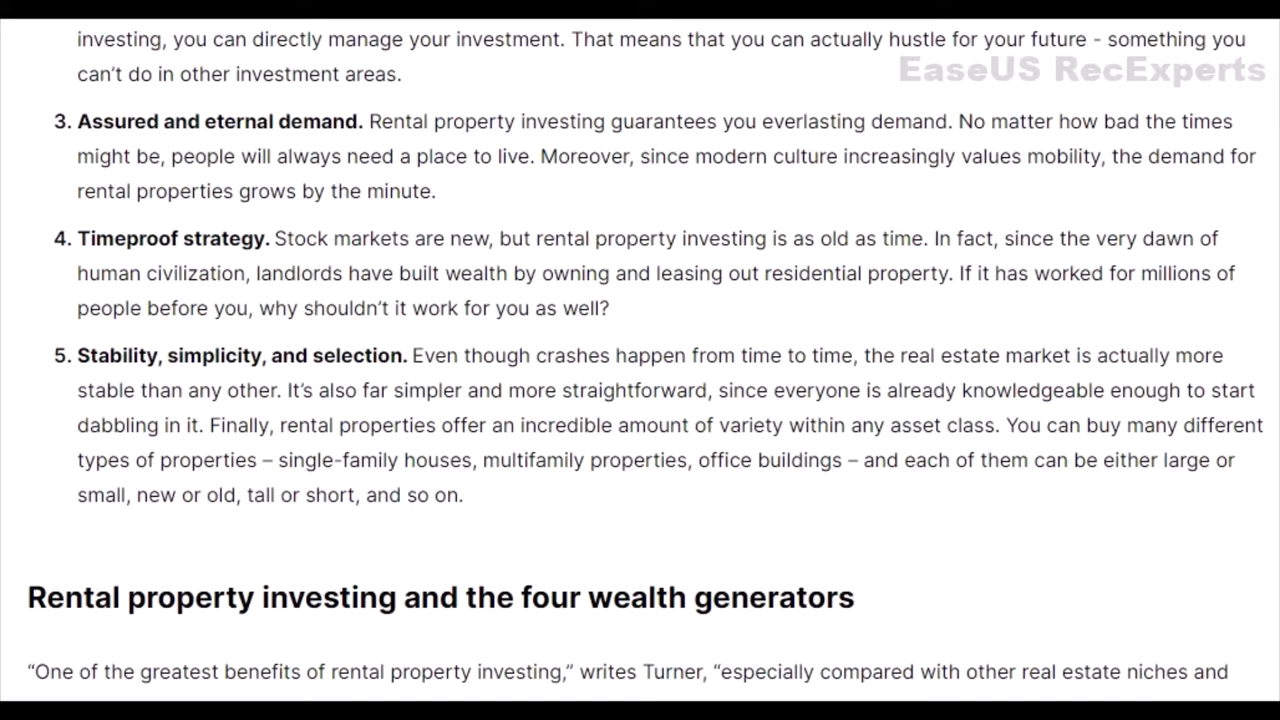 investing, you can directly manage your investment. That means that you can actually hustle for your future - something you
can't do in other investment areas.
EaseUS RecExperts
3. Assured and eternal demand. Rental property investing guarantees you everlasting demand. No matter how bad the times
might be, people will always need a place to live. Moreover, since modern culture increasingly values mobility, the demand for
rental properties grows by the minute.
4. Timeproof strategy. Stock markets are new, but rental property investing is as old as time. In fact, since the very dawn of
human civilization, landlords have built wealth by owning and leasing out residential property. If it has worked for millions of
people before you, why shouldn't it work for you as well?
5. Stability, simplicity, and selection. Even though crashes happen from time to time, the real estate market is actually more
stable than any other. It's also far simpler and more straightforward, since everyone is already knowledgeable enough to start
dabbling in it. Finally, rental properties offer an incredible amount of variety within any asset class. You can buy many different
types of properties – single-family houses, multifamily properties, office buildings – and each of them can be either large or
small, new or old, tall or short, and so on.
Rental property investing and the four wealth generators
“One of the greatest benefits of rental property investing,” writes Turner, “especially compared with other real estate niches and